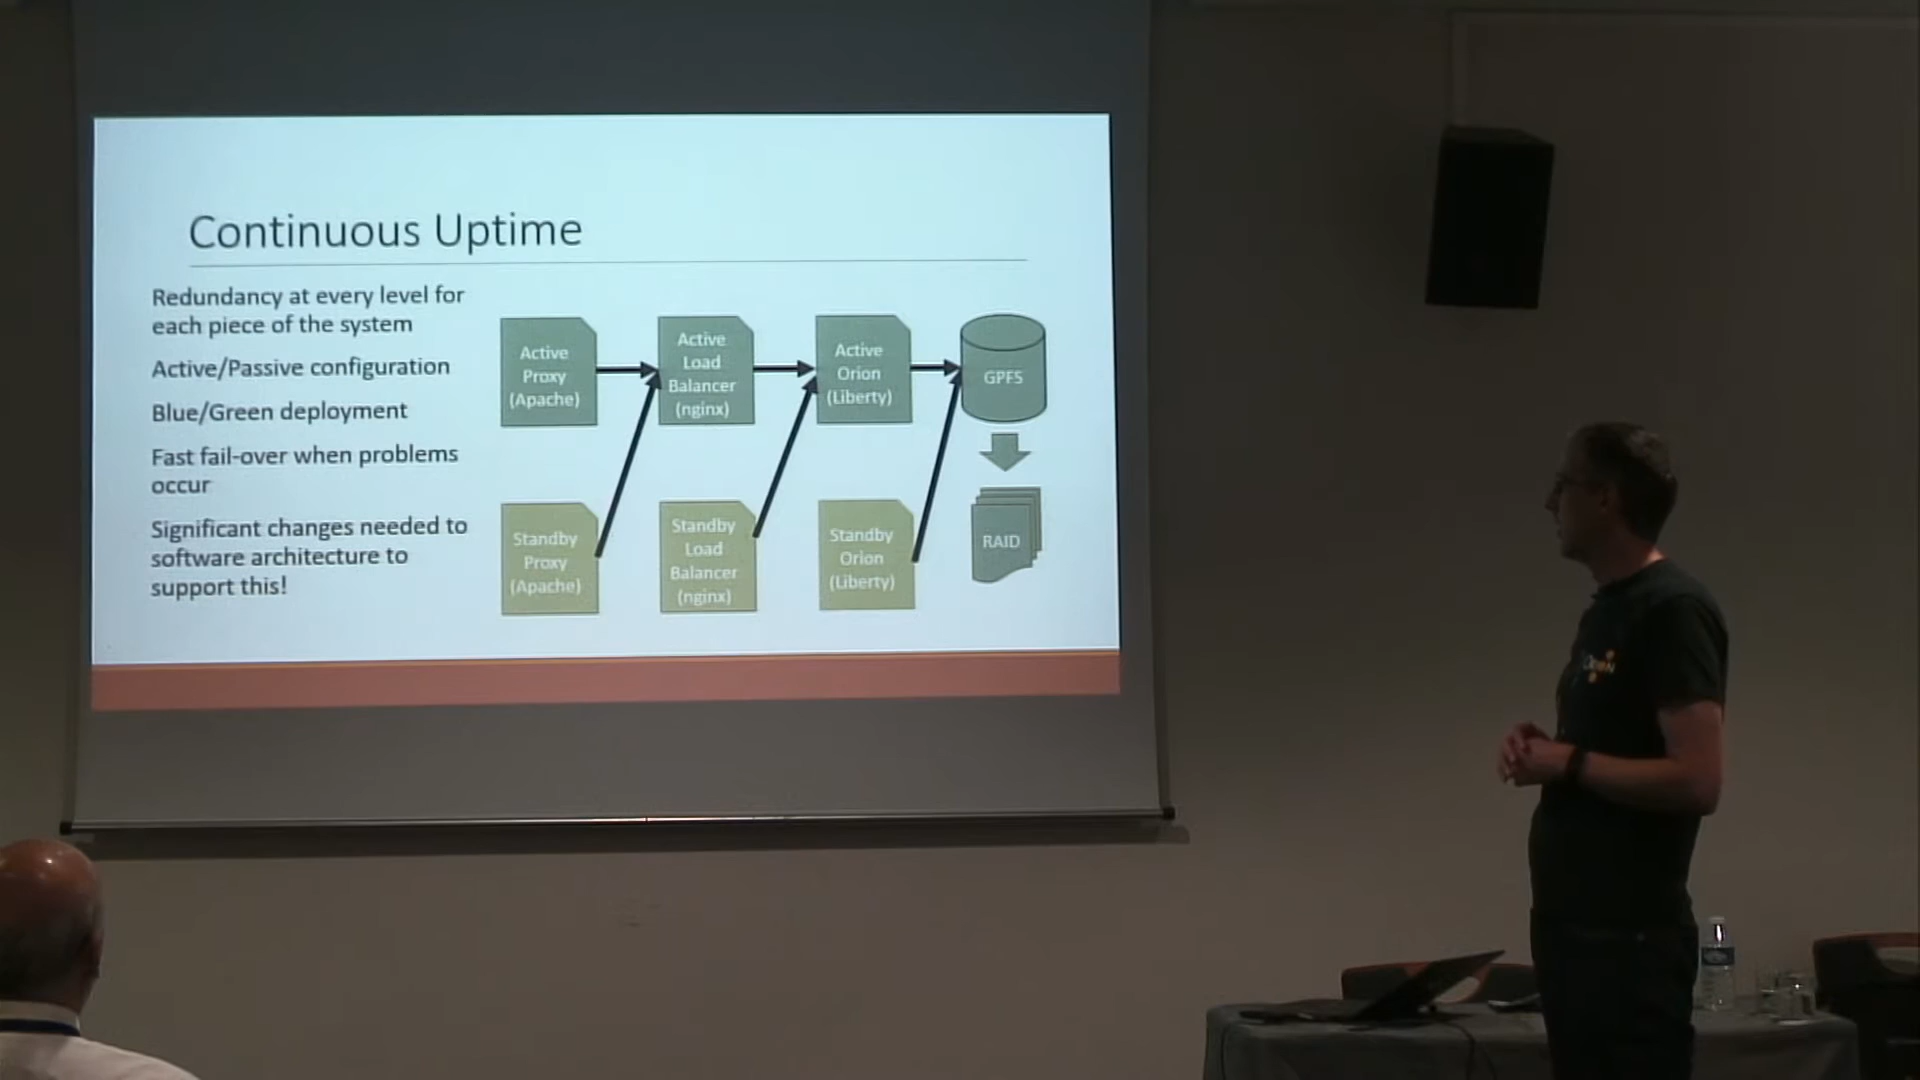 Continuous Uptime
Redundancy at every level for
each piece of the system
Active/Passive configuration
Blue/Green deployment
Fast fail-over when problems
occur
Significant changes needed to
software architecture to
support this!
Active
Proxy
(Apache)
Active
Load
Balancer
(nginx)
Active
Orion
(Liberty)
GPFS
Standby
Proxy
(Apache)
Standby
Load
Balancer
(nginx)
Standby
Orion
(Liberty)
RAID